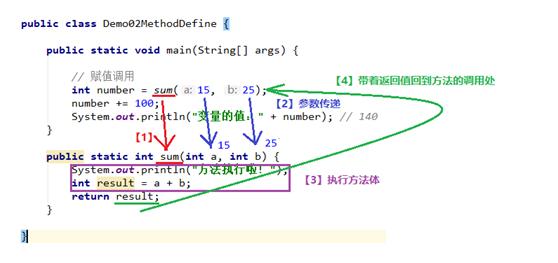 public class Demo02MethodDefine {
public static void main(String[] args) {
// 赋值调用
int number = sum( a: 15, b: 25);
【4】带着返回值回到方法的调用处
number += 100;
【2】参数传递
System.out.println("变量的值：" + number); // 140
}
【1】
15
25
public static int sum(int a, int b) {
System.out.println("方法执行啦！");
int result = a + b;
【3】执行方法体
return result;
}
}